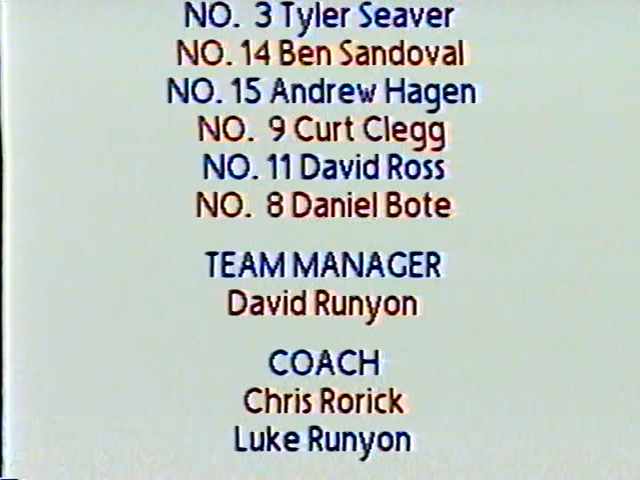 NO. 3 Tyler Seaver
NO. 14 Ben Sandoval
NO. 15 Andrew Hagen
NO. 9 Curt Clegg
NO. 11 David Ross
NO. 8 Daniel Bote
TEAM MANAGER
David Runyon
COACH
Chris Rorick
Luke Runyon